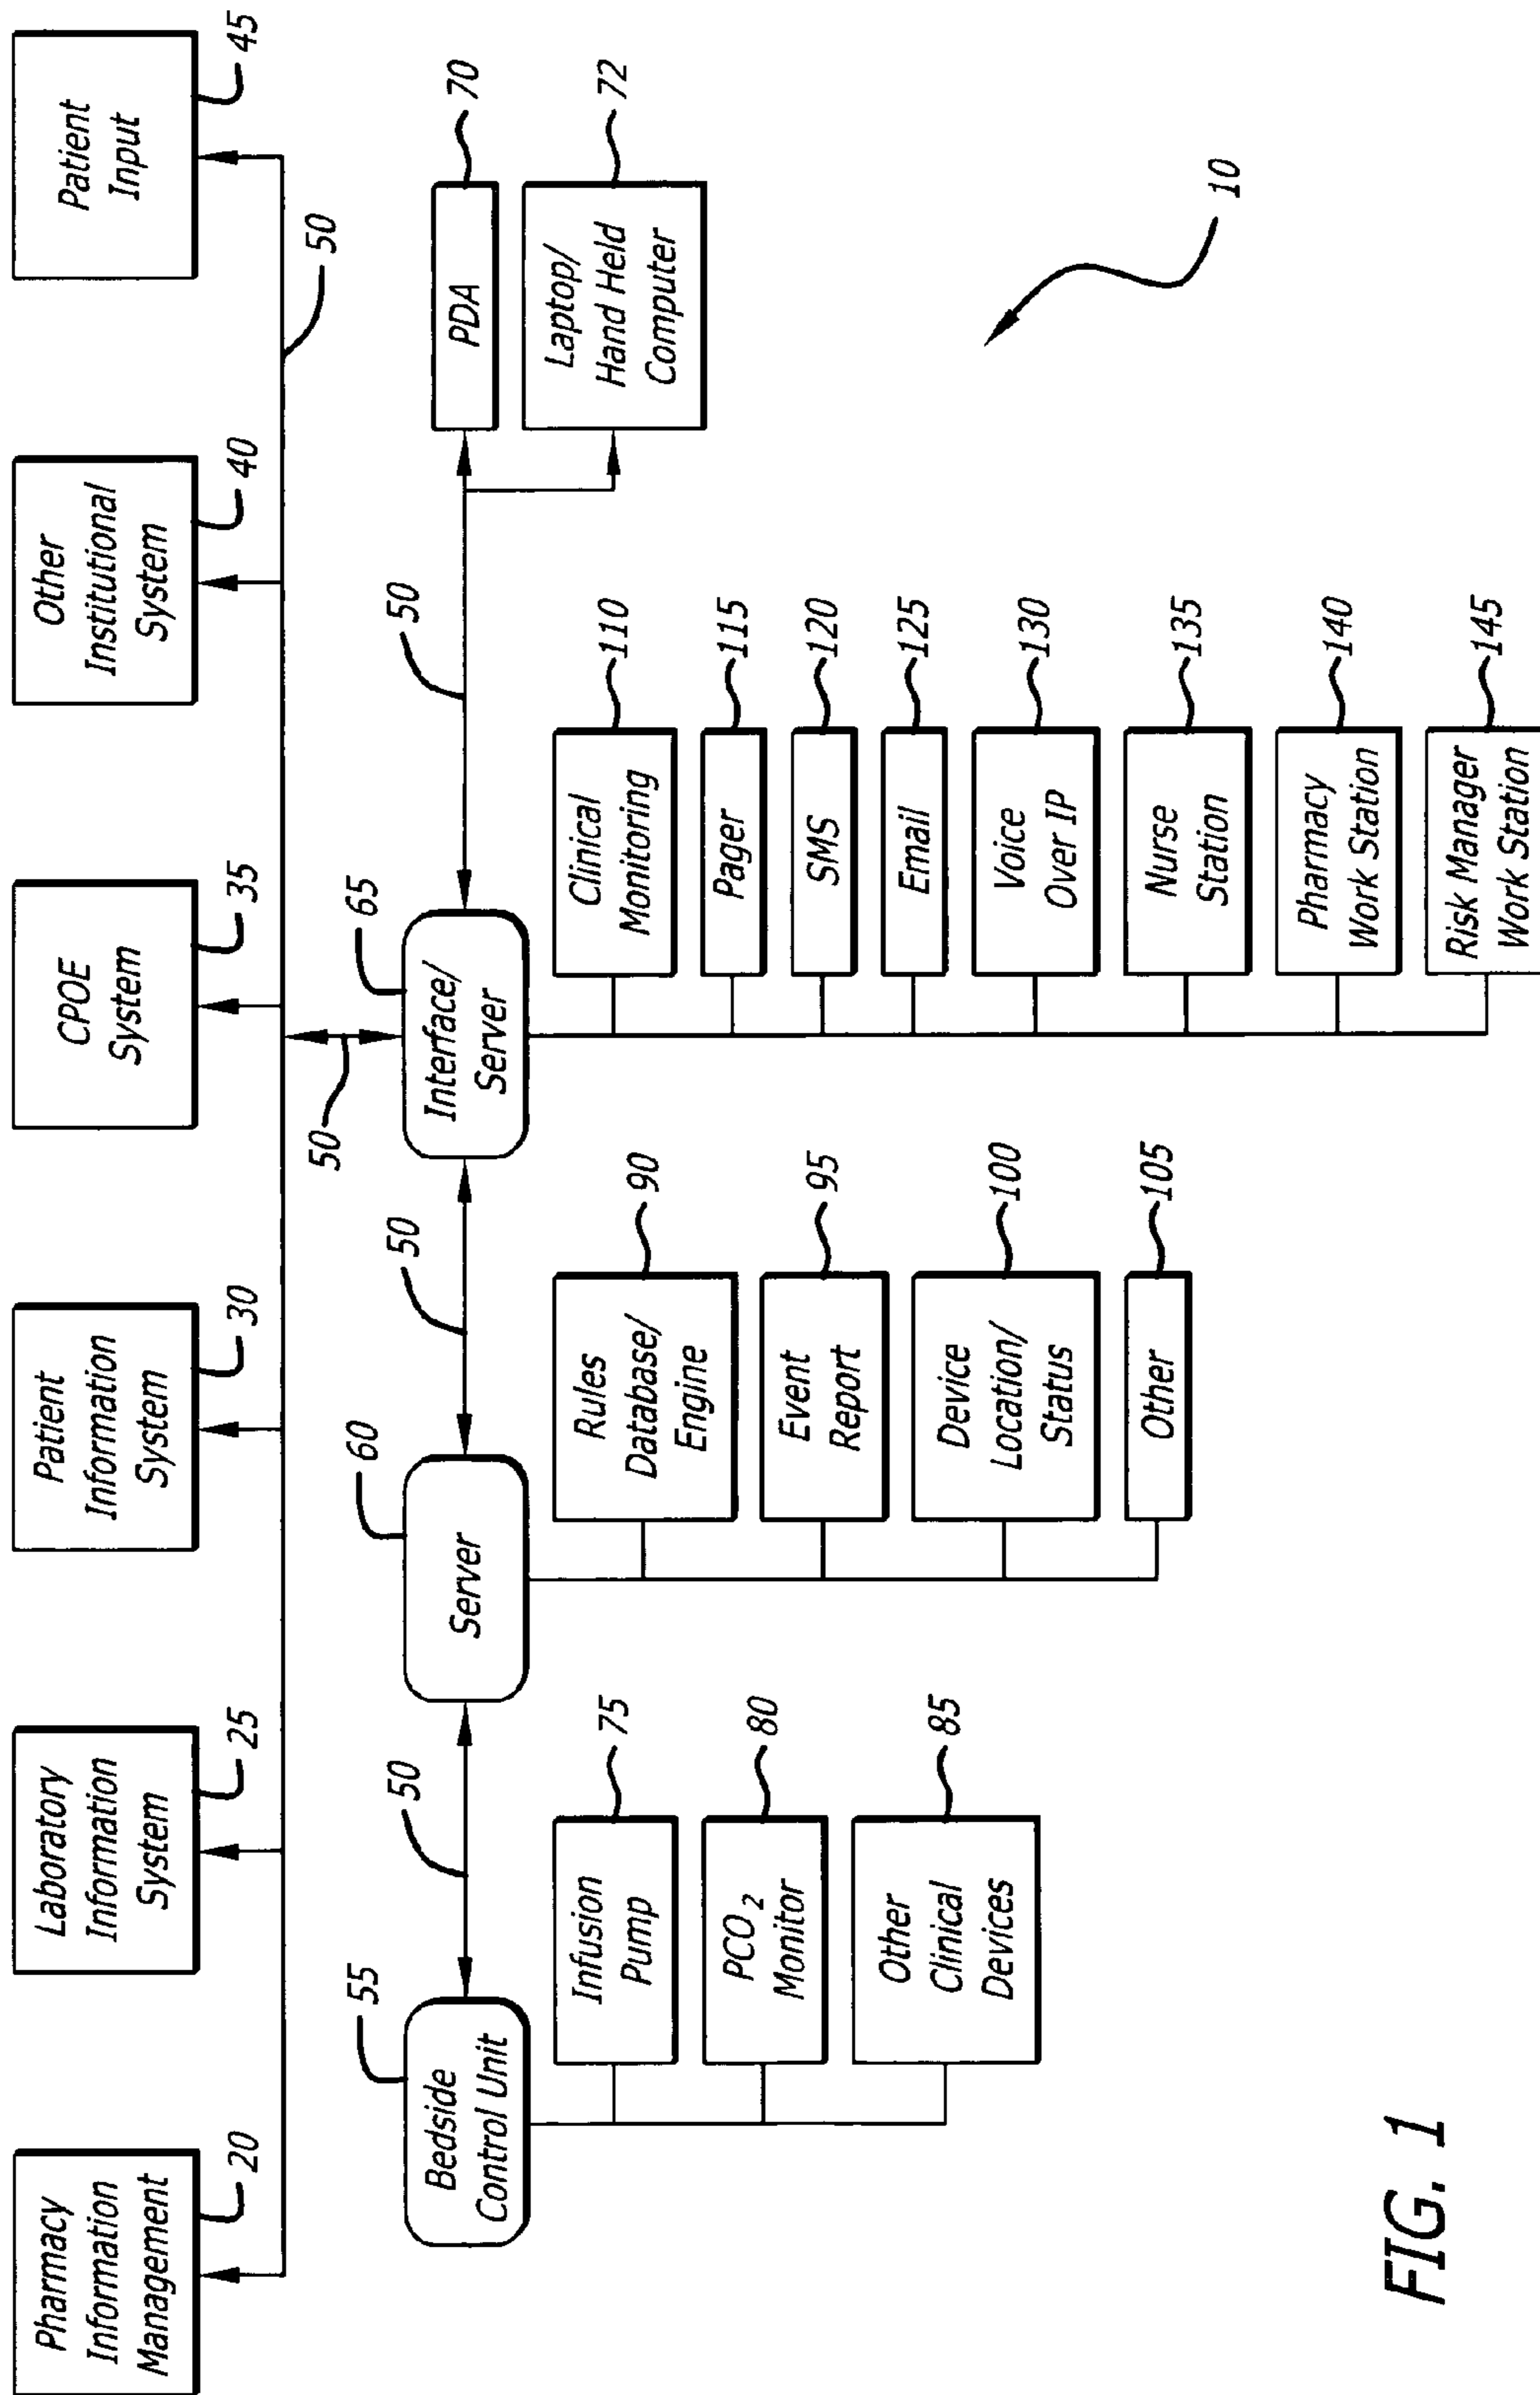 Pharmacy
Information
Management
20
Laboratory
Information
System
25
Patient
Information
System
30
CPOE
System
35
Other
Institutional
System
40
Patient
Input
45
50
50
Bedside
Control Unit
55
50
Server
60
50
Interface/
Server
65
50
PDA
70
Laptop/
Hand Held
Computer
72
Infusion
Pump
75
PCO₂
Monitor
80
Other
Clinical
Devices
85
Rules
Database/
Engine
90
Event
Report
95
Device
Location/
Status
100
Other
105
Clinical
Monitoring
110
Pager
115
SMS
120
Email
125
Voice
Over IP
130
Nurse
Station
135
Pharmacy
Work Station
140
Risk Manager
Work Station
145
10
FIG. 1